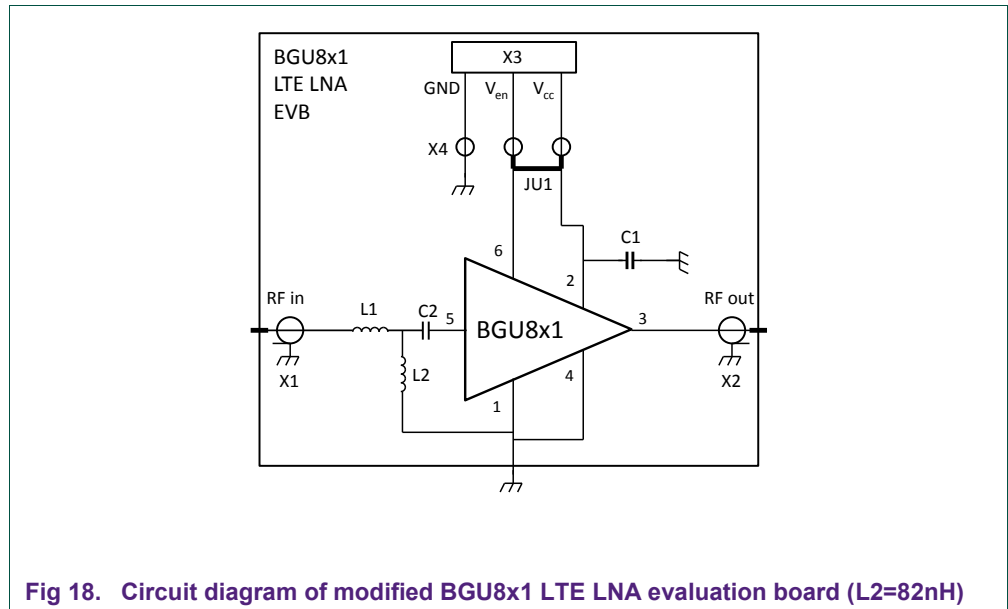 BGU8x1
LTE LNA
EVB
X3
GND
Ven
Vcc
X4
JU1
C1
6
2
RF in
L1
C2
5
BGU8x1
3
RF out
X1
L2
1
4
X2
Fig 18. Circuit diagram of modified BGU8x1 LTE LNA evaluation board (L2=82nH)